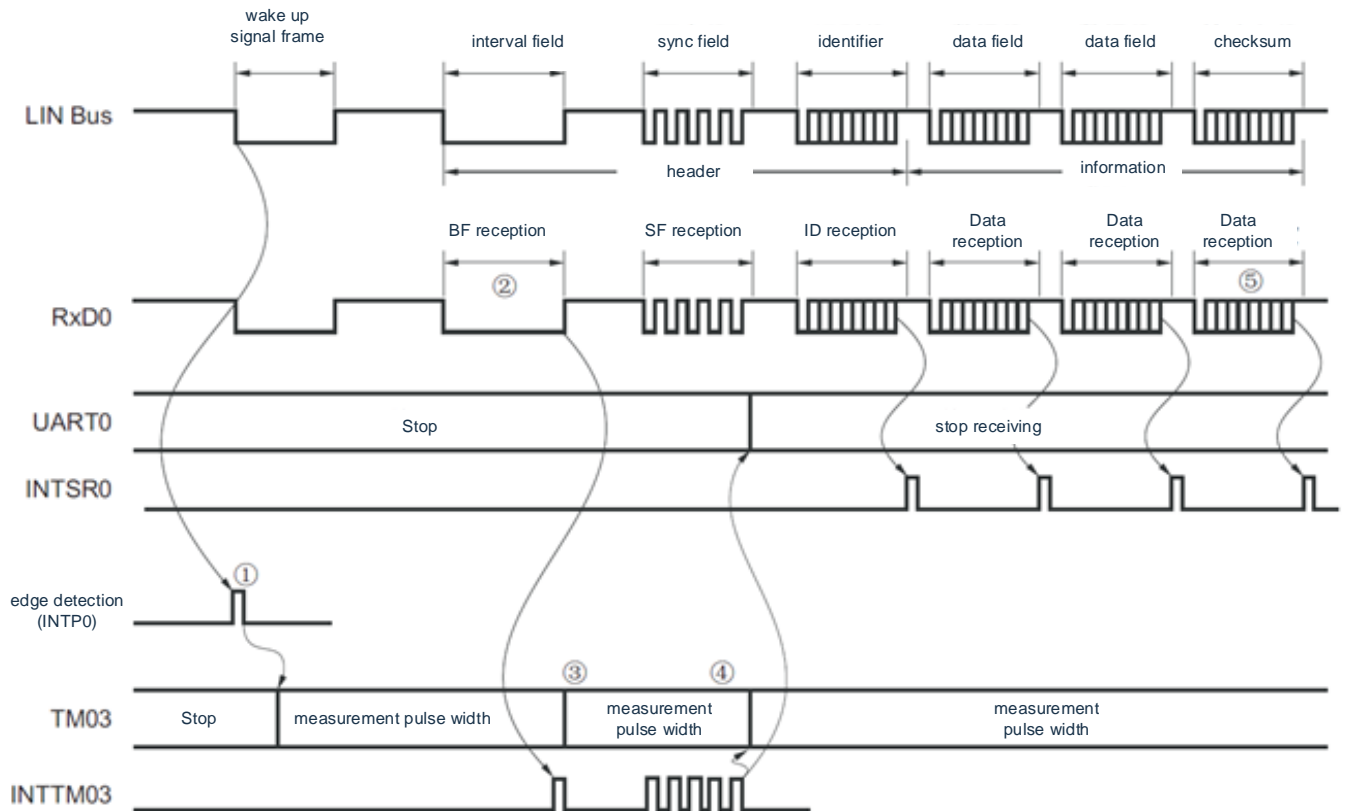 wake up
signal frame
interval field
sync field
identifier
data field
data field
checksum
LIN Bus
header
information
BF reception
SF reception
ID reception
Data
reception
Data
reception
Data
reception
②
⑤
RxD0
UART0
Stop
stop receiving
INTSR0
①
edge detection
(INTP0)
③
④
TM03
Stop
measurement pulse width
measurement
pulse width
measurement
pulse width
INTTM03